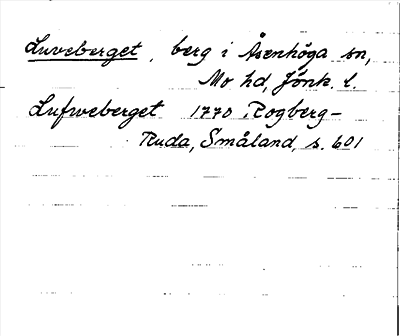 Luveberget, berg i Åsenhöga sn,
Mo hd, Jönk. l.
Lufweberget 1770. Rogberg-
Ruda, Småland, s. 601